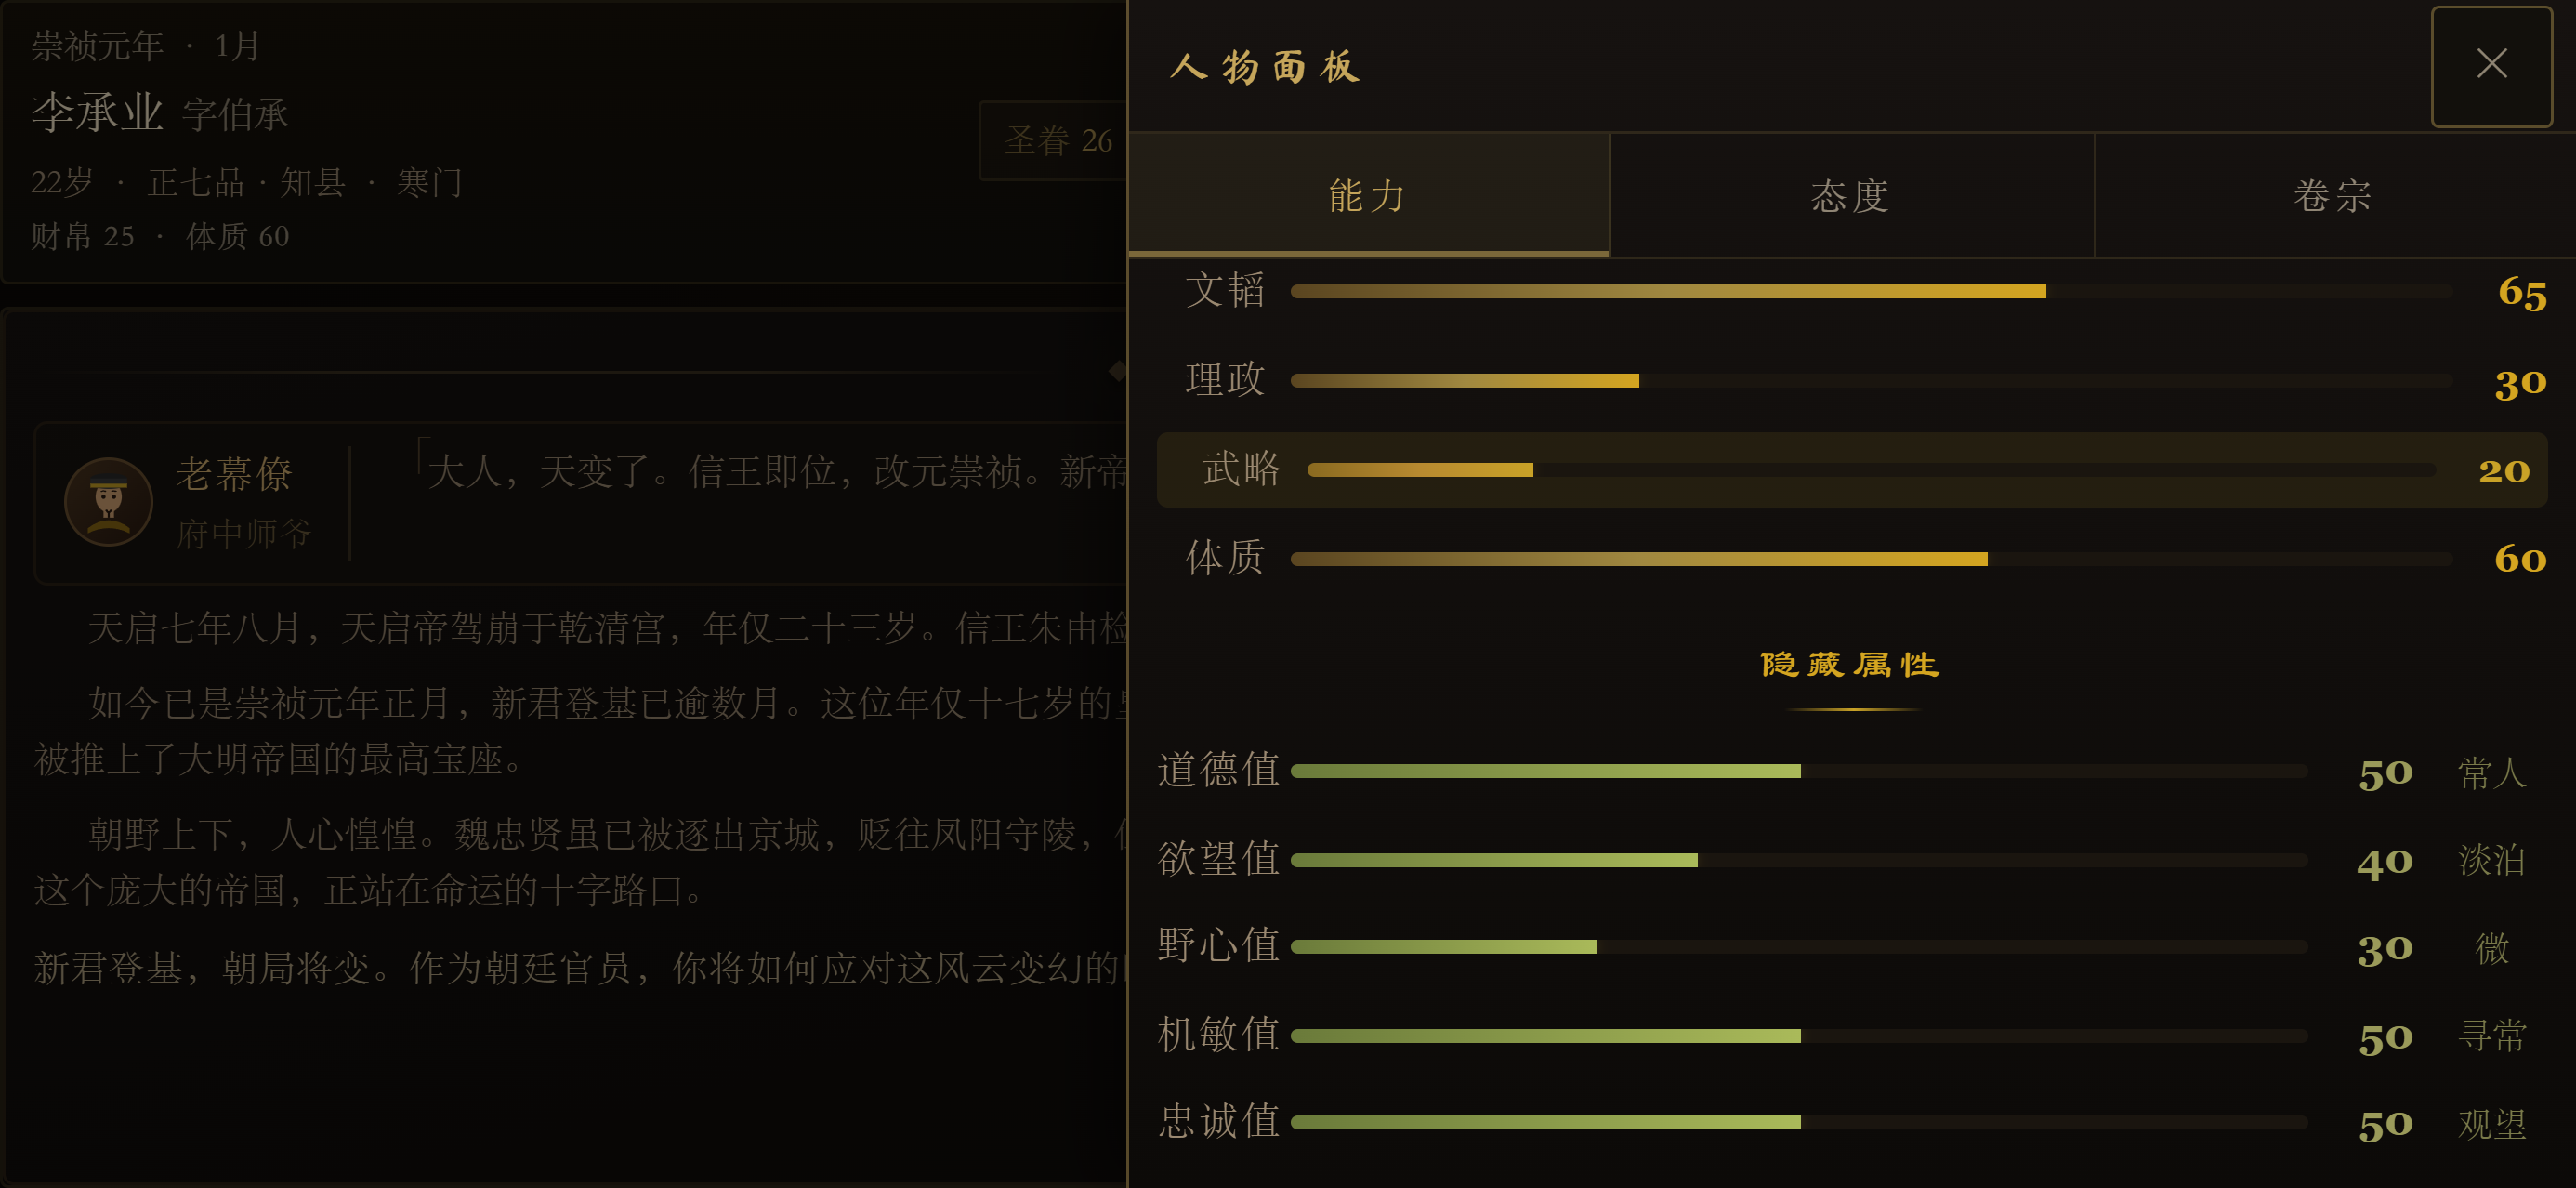 崇祯元年 · 1月
李承业 字伯承
圣眷 26
22岁 · 正七品 · 知县 · 寒门
财帛 25 · 体质 60
老幕僚
府中师爷
「大人，天变了。信王即位，改元崇祯。新帝
天启七年八月，天启帝驾崩于乾清宫，年仅二十三岁。信王朱由检
如今已是崇祯元年正月，新君登基已逾数月。这位年仅十七岁的
被推上了大明帝国的最高宝座。
朝野上下，人心惶惶。魏忠贤虽已被逐出京城，贬往凤阳守陵，
这个庞大的帝国，正站在命运的十字路口。
新君登基，朝局将变。作为朝廷官员，你将如何应对这风云变幻的
人物面板
能力 态度 卷宗
文韬 65
理政 30
武略 20
体质 60
隐藏属性
道德值 50 常人
欲望值 40 淡泊
野心值 30 微
机敏值 50 寻常
忠诚值 50 观望